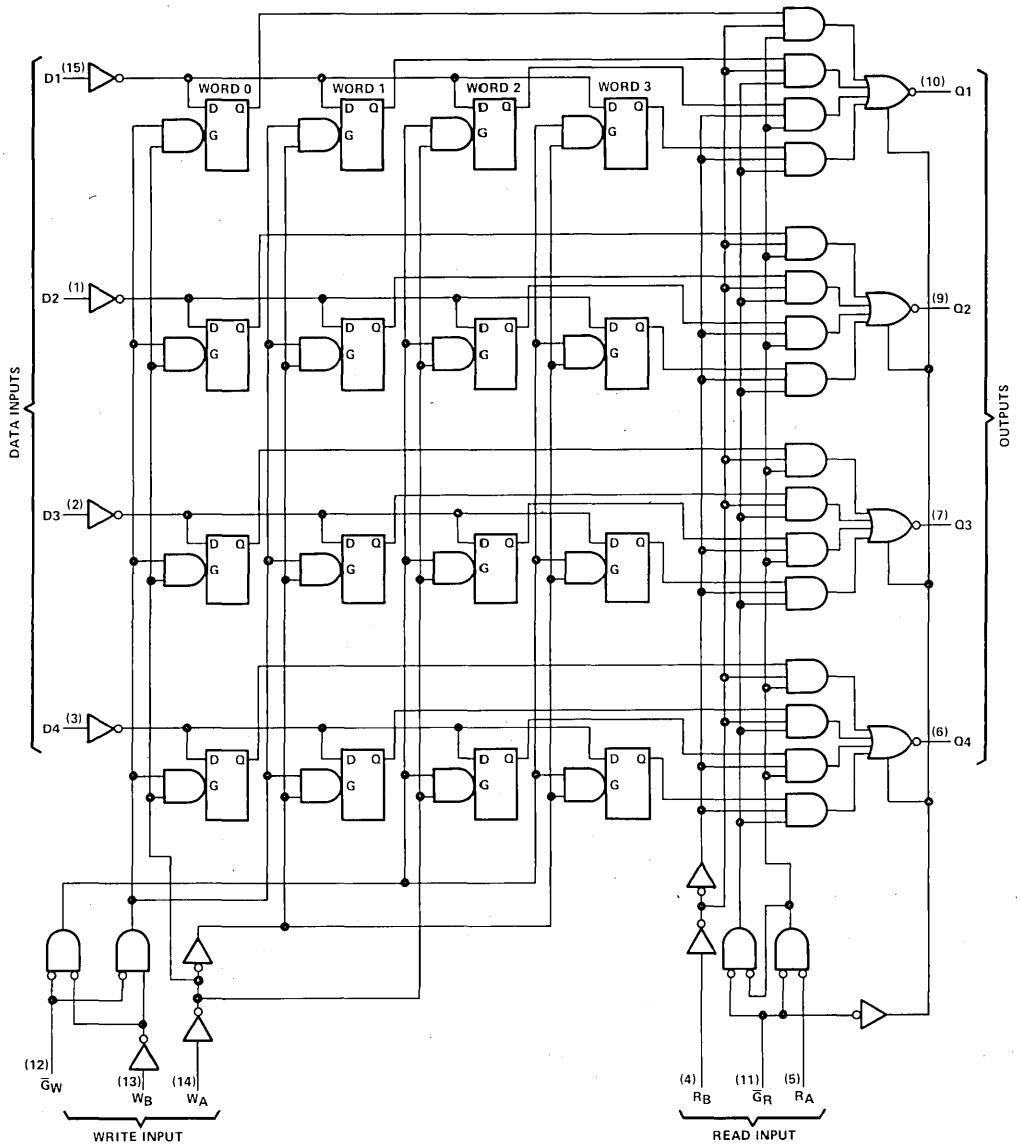 D1 (15)
WORD 0 WORD 1 WORD 2 WORD 3
D Q D Q D Q D Q
G G G G
(10) Q1
D2 (1)
D Q D Q D Q D Q
G G G G
(9) Q2
DATA INPUTS
OUTPUTS
D3 (2)
D Q D Q D Q D Q
G G G G
(7) Q3
D4 (3)
D Q D Q D Q D Q
G G G G
(6) Q4
(12) (13) (14) (4) (11) (5)
G̅W WB WA RB G̅R RA
WRITE INPUT READ INPUT